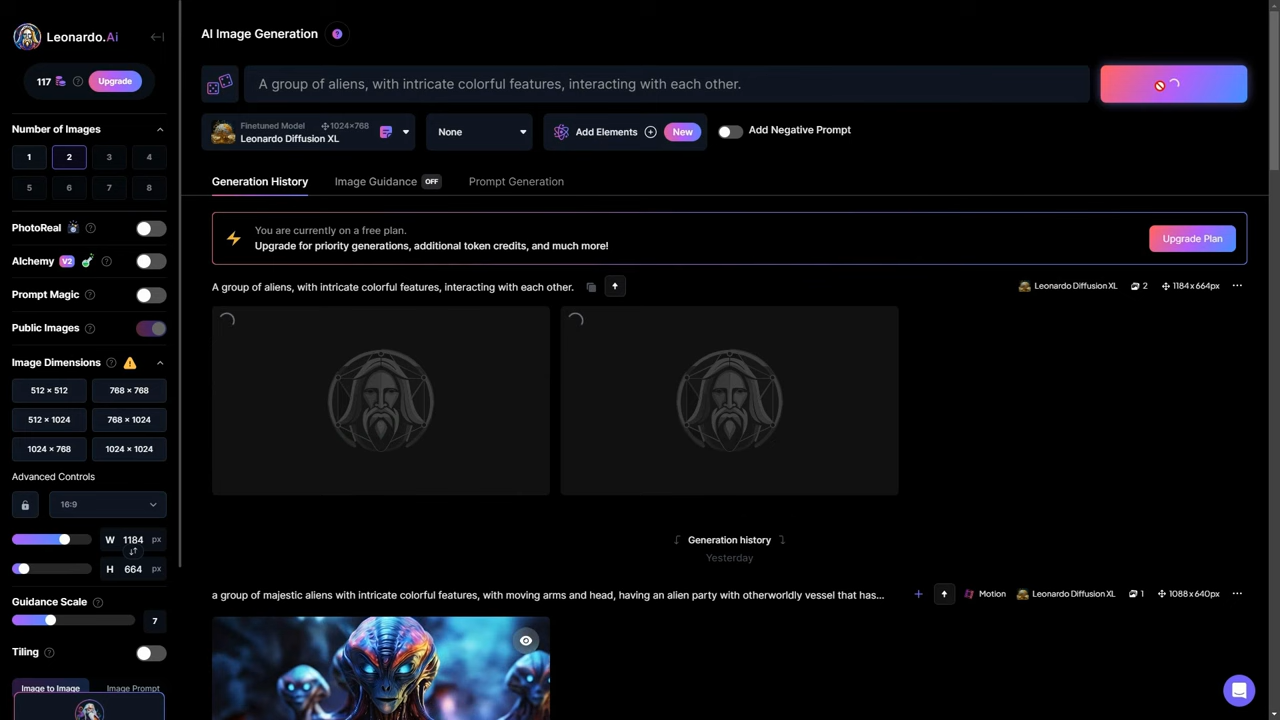 Leonardo.Ai
117
Upgrade
Number of Images
1
2
3
4
5
6
7
8
PhotoReal
Alchemy V2
Prompt Magic
Public Images
Image Dimensions
512 × 512
768 × 768
512 × 1024
768 × 1024
1024 × 768
1024 × 1024
Advanced Controls
16:9
W 1184 px
H 664 px
Guidance Scale
7
Tiling
Image to Image
Image Prompt
AI Image Generation ?
A group of aliens, with intricate colorful features, interacting with each other.
Finetuned Model 1024×768
Leonardo Diffusion XL
None
Add Elements
New
Add Negative Prompt
Generation History
Image Guidance OFF
Prompt Generation
You are currently on a free plan.
Upgrade for priority generations, additional token credits, and much more!
Upgrade Plan
A group of aliens, with intricate colorful features, interacting with each other.
Leonardo Diffusion XL
2
1184x664px
Generation history
Yesterday
a group of majestic aliens with intricate colorful features, with moving arms and head, having an alien party with otherworldly vessel that has...
Motion
Leonardo Diffusion XL
1
1088x640px